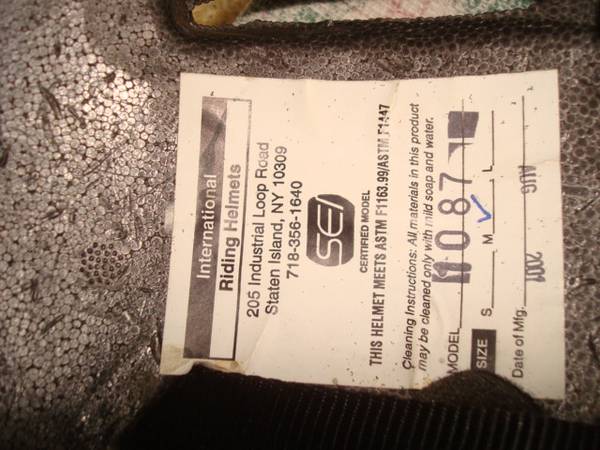 International
Riding Helmets
205 Industrial Loop Road
Staten Island, NY 10309
718-356-1640
SEI
CERTIFIED MODEL
THIS HELMET MEETS ASTM F1163.99/ASTM F1447
Cleaning Instructions: All materials in this product
may be cleaned only with mild soap and water.
MODEL 1087
SIZE S M ✓ L
Date of Mfg. 2001 AUG